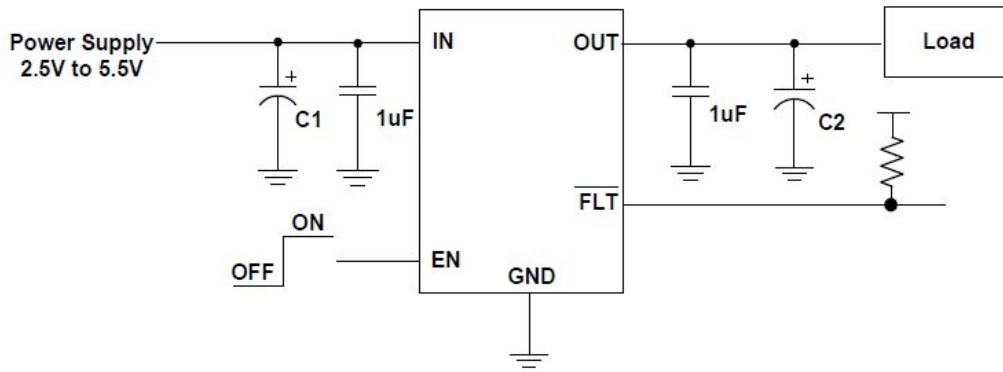 Power Supply
2.5V to 5.5V
IN
OUT
Load
C1
1uF
1uF
C2
FLT
ON
OFF
EN
GND